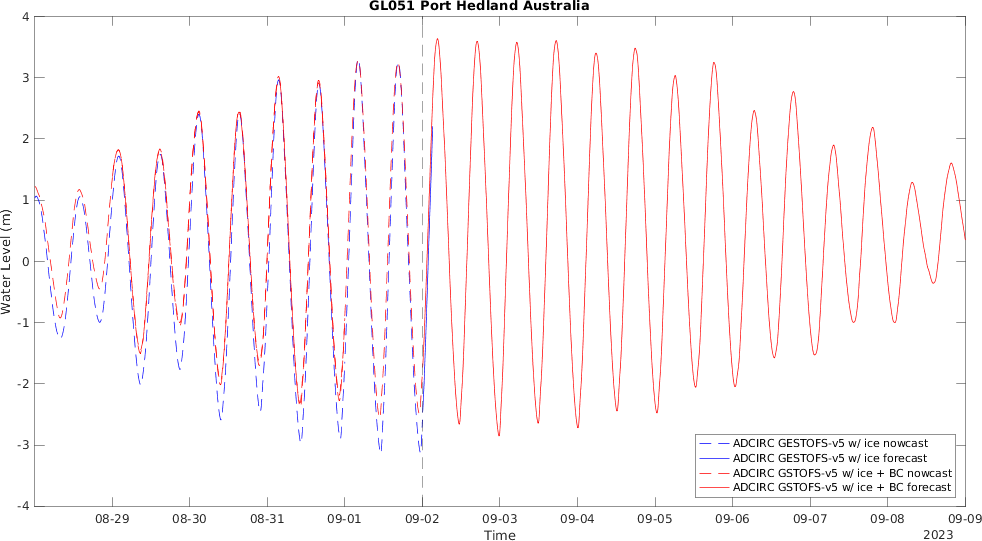 GL051 Port Hedland Australia
4
3
2
1
0
-1
-2
-3
-4
Water Level (m)
ADCIRC GESTOFS-v5 w/ ice nowcast
ADCIRC GESTOFS-v5 w/ ice forecast
ADCIRC GSTOFS-v5 w/ ice + BC nowcast
ADCIRC GSTOFS-v5 w/ ice + BC forecast
08-29 08-30 08-31 09-01 09-02 09-03 09-04 09-05 09-06 09-07 09-08 09-09
Time
2023